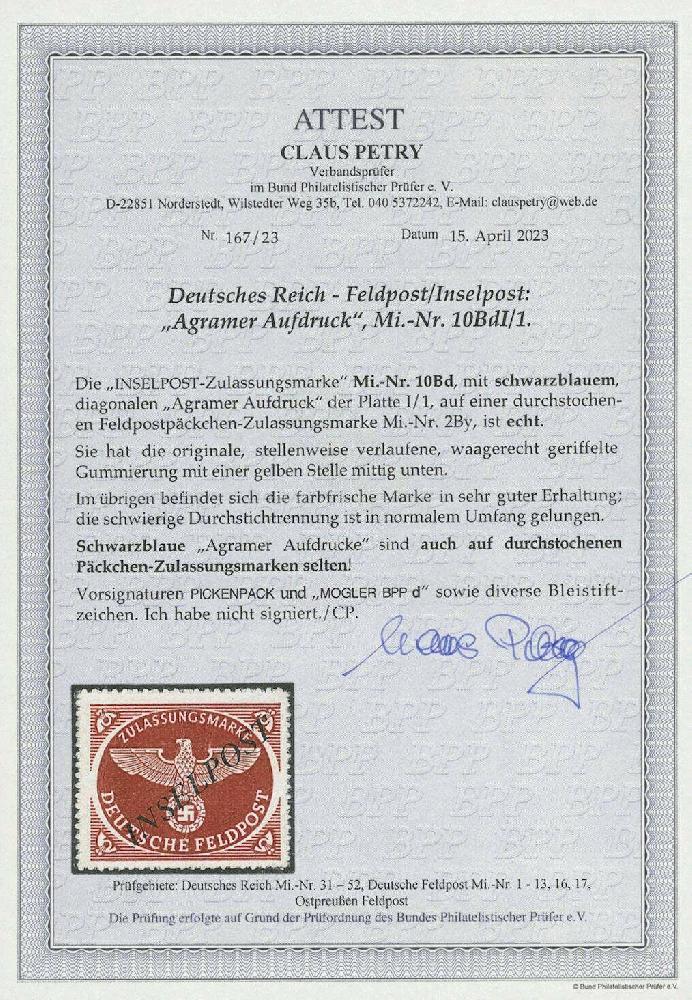 ATTEST
CLAUS PETRY
Verbandsprüfer
im Bund Philatelistischer Prüfer e. V.
D-22851 Norderstedt, Wilstedter Weg 35b, Tel. 040 5372242, E-Mail: clauspetry@web.de
Nr. 167/23 Datum 15. April 2023
Deutsches Reich - Feldpost/Inselpost:
„Agramer Aufdruck“, Mi.-Nr. 10BdI/1.
Die „INSELPOST-Zulassungsmarke“ Mi.-Nr. 10Bd, mit schwarzblauem,
diagonalen „Agramer Aufdruck“ der Platte I/1, auf einer durchstochen-
en Feldpostpäckchen-Zulassungsmarke Mi.-Nr. 2By, ist echt.
Sie hat die originale, stellenweise verlaufene, waagerecht geriffelte
Gummierung mit einer gelben Stelle mittig unten.
Im übrigen befindet sich die farbfrische Marke in sehr guter Erhaltung;
die schwierige Durchstichtrennung ist in normalem Umfang gelungen.
Schwarzblaue „Agramer Aufdrucke“ sind auch auf durchstochenen
Päckchen-Zulassungsmarken selten!
Vorsignaturen PICKENPACK und „MOGLER BPP d“ sowie diverse Bleistift-
zeichen. Ich habe nicht signiert./CP.
Claus Petry
ZULASSUNGSMARKE
INSELPOST
DEUTSCHE FELDPOST
Prüfgebiete: Deutsches Reich Mi.-Nr. 31 – 52, Deutsche Feldpost Mi.-Nr. 1 - 13, 16, 17,
Ostpreußen Feldpost
Die Prüfung erfolgte auf Grund der Prüfordnung des Bundes Philatelistischer Prüfer e.V.
© Bund Philatelistischer Prüfer e.V.